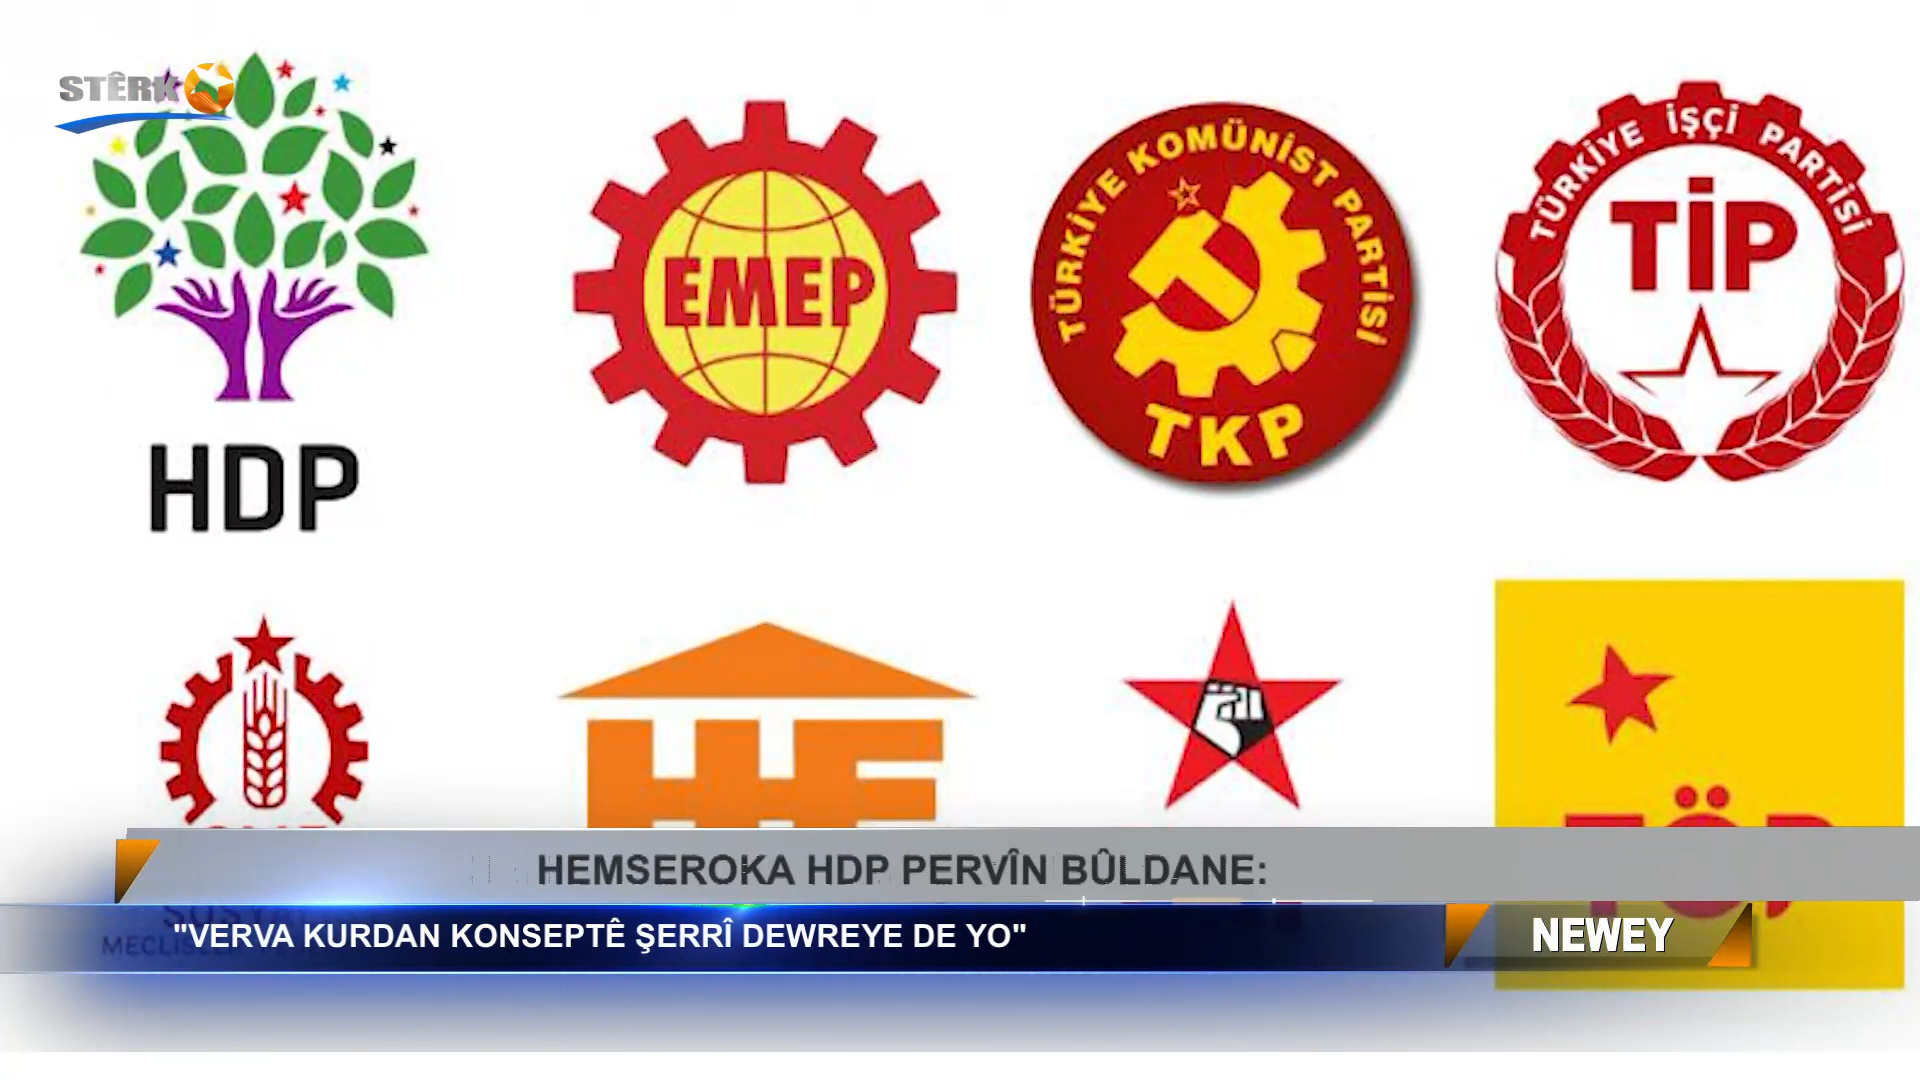 STÊRK
HDP
EMEP
TÜRKİYE KOMÜNİST PARTİSİ
TKP
TÜRKİYE İŞÇİ PARTİSİ
TİP
TÖP
HEMSEROKA HDP PERVÎN BÛLDANE:
"VERVA KURDAN KONSEPTÊ ŞERRÎ DEWREYE DE YO"
NEWEY